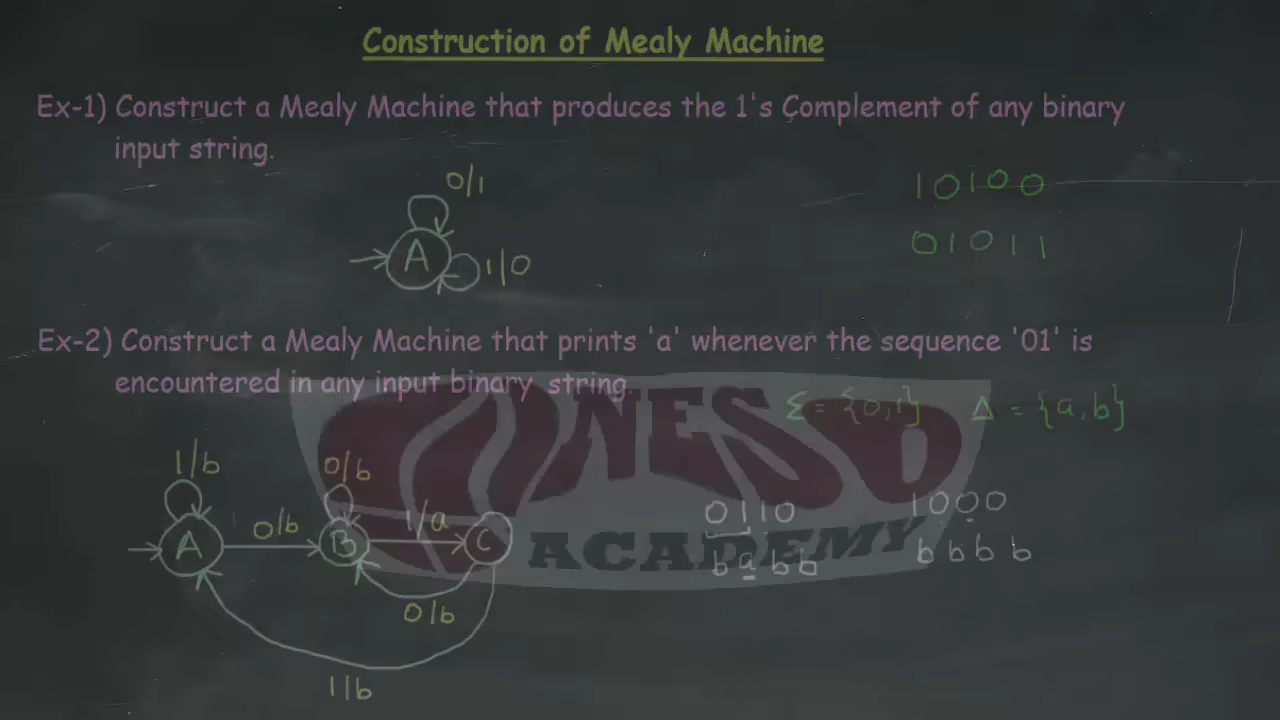 Construction of Mealy Machine
Ex-1) Construct a Mealy Machine that produces the 1's Complement of any binary
input string.
0/1
10100
A
1/0
01011
Ex-2) Construct a Mealy Machine that prints 'a' whenever the sequence '01' is
encountered in any input binary string.
Σ = {0,1} Δ = {a,b}
NESO
ACADEMY
1/b
0/b
0/b
1/a
A
B
C
0110
1000
babb
bbbb
0/b
1/b